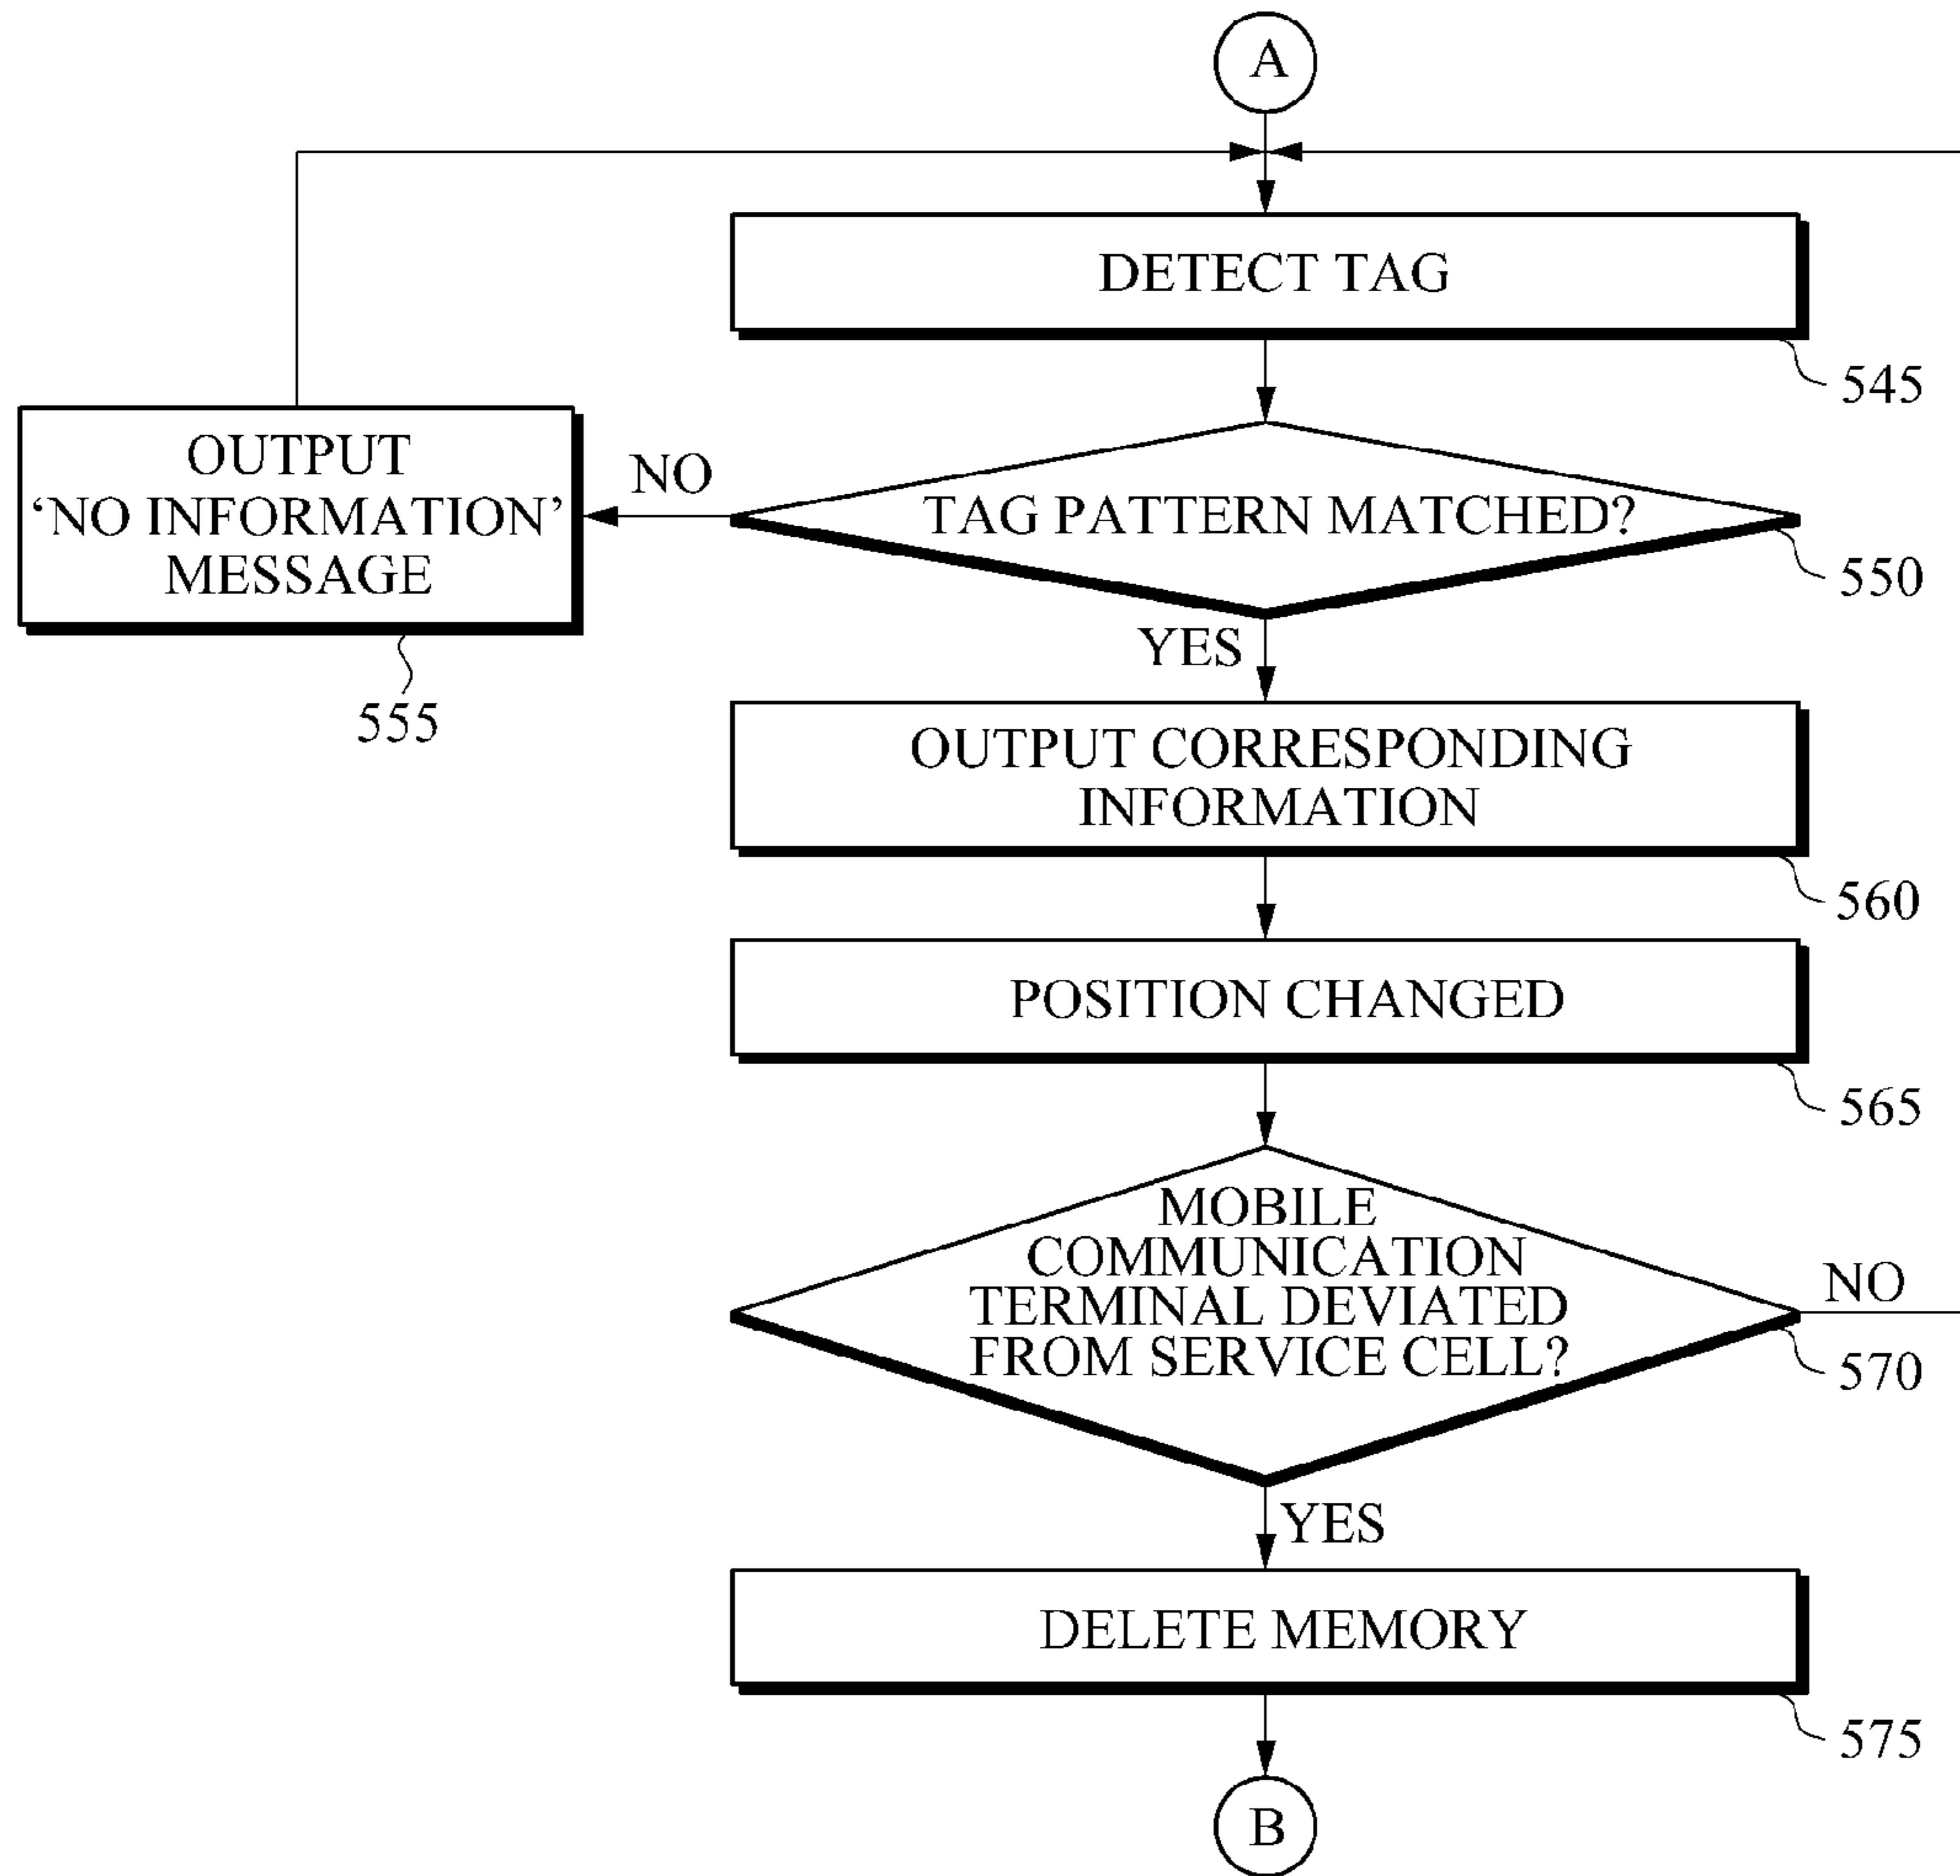 A
DETECT TAG
545
TAG PATTERN MATCHED?
550
NO
OUTPUT
‘NO INFORMATION’
MESSAGE
555
YES
OUTPUT CORRESPONDING
INFORMATION
560
POSITION CHANGED
565
MOBILE
COMMUNICATION
TERMINAL DEVIATED
FROM SERVICE CELL?
NO
570
YES
DELETE MEMORY
575
B